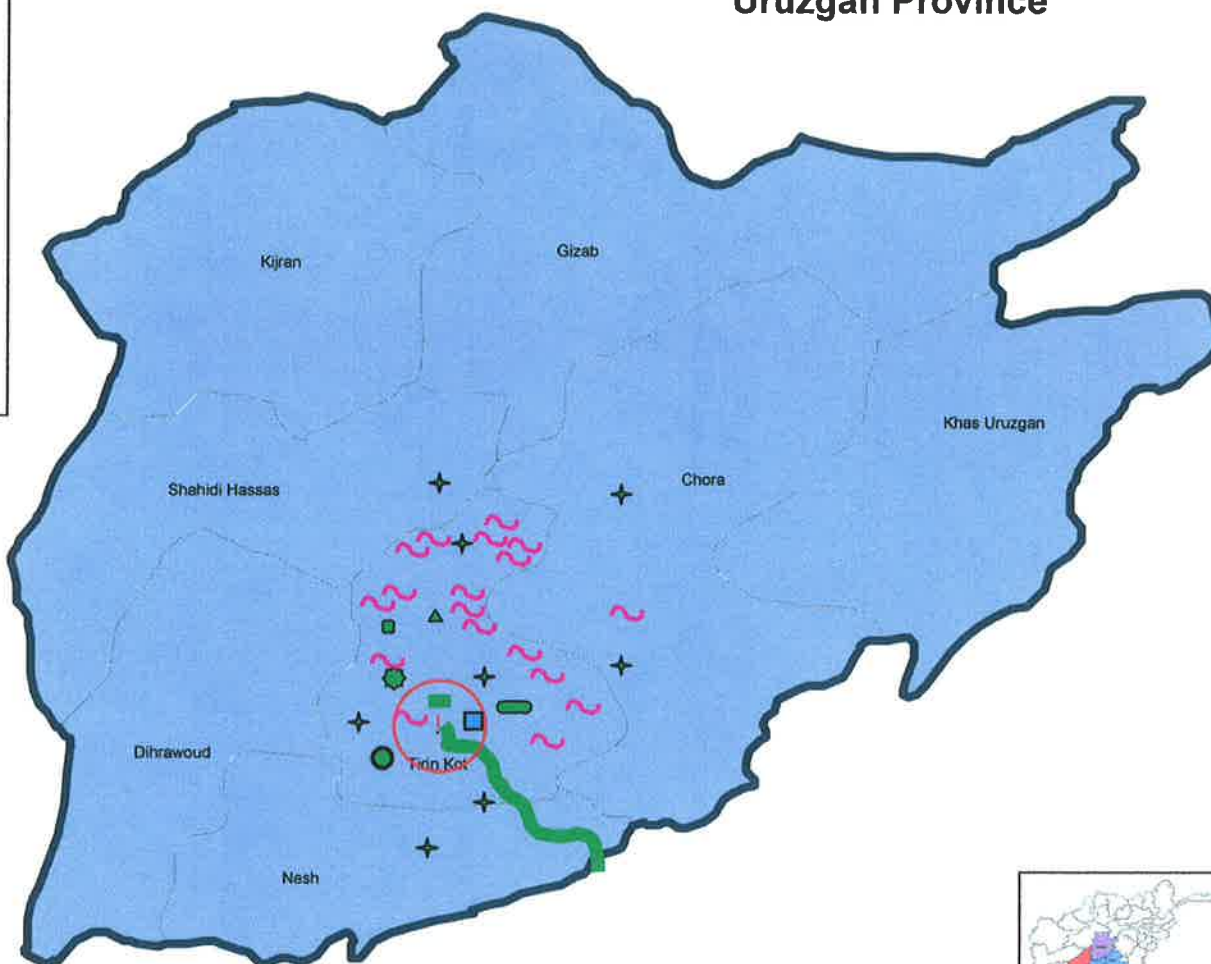 Uruzgan Province
Kijran
Gizab
Khas Uruzgan
Shahidi Hassas
Chora
Dihrawoud
Tirin Kot
Nesh